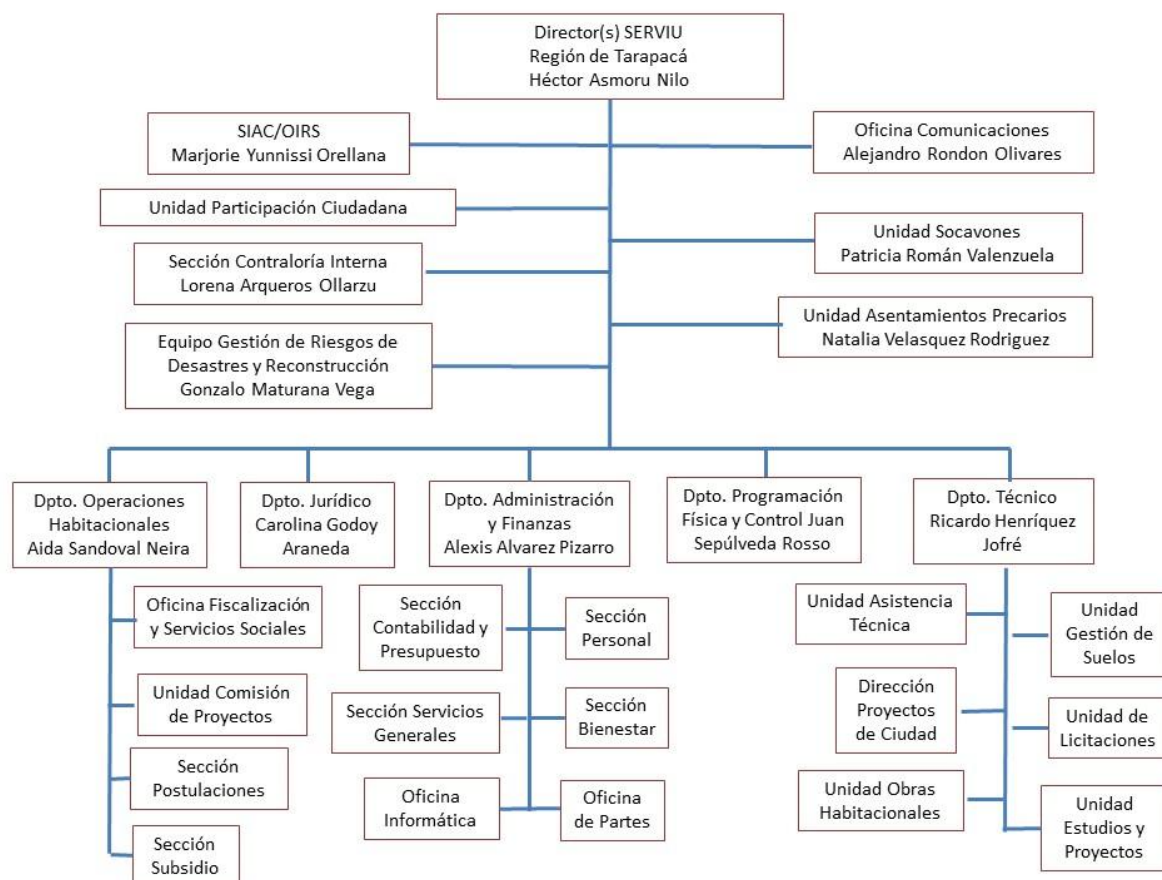 Director(s) SERVIU
Región de Tarapacá
Héctor Asmoru Nilo
SIAC/OIRS
Marjorie Yunnissi Orellana
Oficina Comunicaciones
Alejandro Rondon Olivares
Unidad Participación Ciudadana
Unidad Socavones
Patricia Román Valenzuela
Sección Contraloría Interna
Lorena Arqueros Ollarzu
Unidad Asentamientos Precarios
Natalia Velasquez Rodriguez
Equipo Gestión de Riesgos de
Desastres y Reconstrucción
Gonzalo Maturana Vega
Dpto. Operaciones
Habitacionales
Aida Sandoval Neira
Dpto. Jurídico
Carolina Godoy
Araneda
Dpto. Administración
y Finanzas
Alexis Alvarez Pizarro
Dpto. Programación
Física y Control Juan
Sepúlveda Rosso
Dpto. Técnico
Ricardo Henríquez
Jofré
Oficina Fiscalización
y Servicios Sociales
Unidad Comisión
de Proyectos
Sección
Postulaciones
Sección
Subsidio
Sección
Contabilidad y
Presupuesto
Sección
Personal
Sección Servicios
Generales
Sección
Bienestar
Oficina
Informática
Oficina
de Partes
Unidad Asistencia
Técnica
Unidad
Gestión de
Suelos
Dirección
Proyectos
de Ciudad
Unidad de
Licitaciones
Unidad Obras
Habitacionales
Unidad
Estudios y
Proyectos